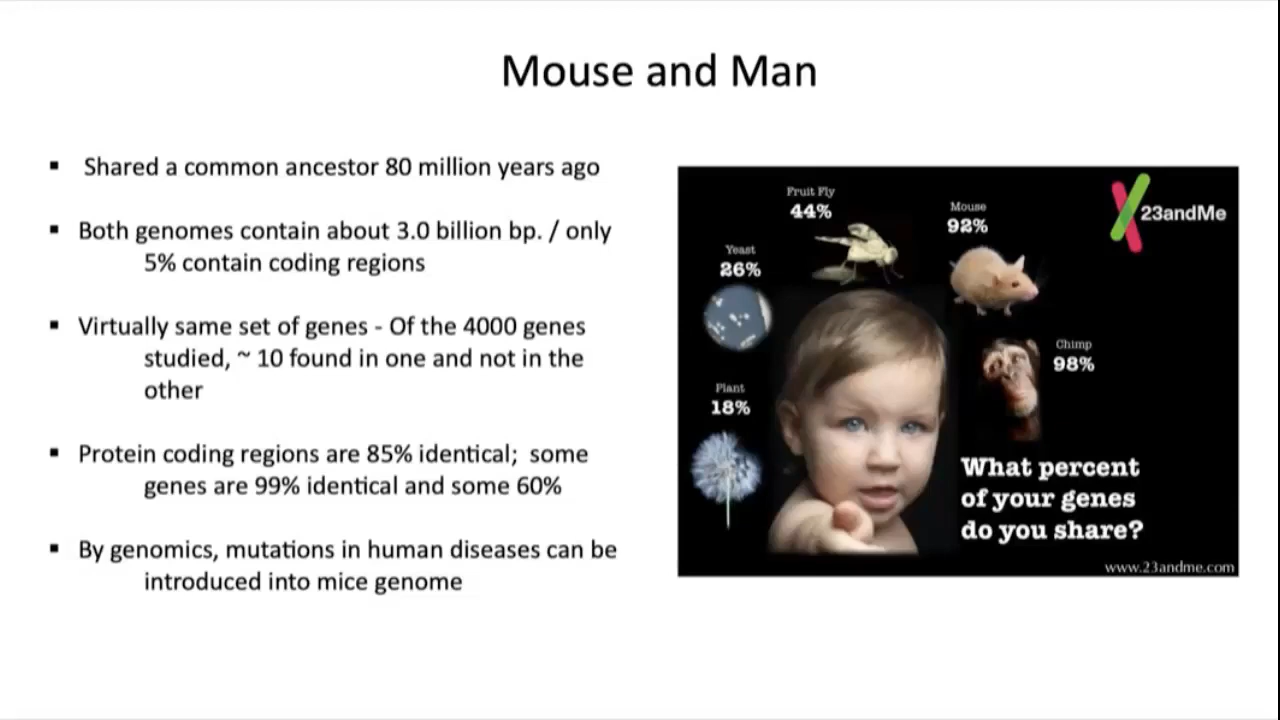 Mouse and Man
▪ Shared a common ancestor 80 million years ago
▪ Both genomes contain about 3.0 billion bp. / only
5% contain coding regions
▪ Virtually same set of genes - Of the 4000 genes
studied, ~ 10 found in one and not in the
other
▪ Protein coding regions are 85% identical; some
genes are 99% identical and some 60%
▪ By genomics, mutations in human diseases can be
introduced into mice genome
Fruit Fly
44%
Mouse
92%
23andMe
Yeast
26%
Chimp
98%
Plant
18%
What percent
of your genes
do you share?
www.23andme.com